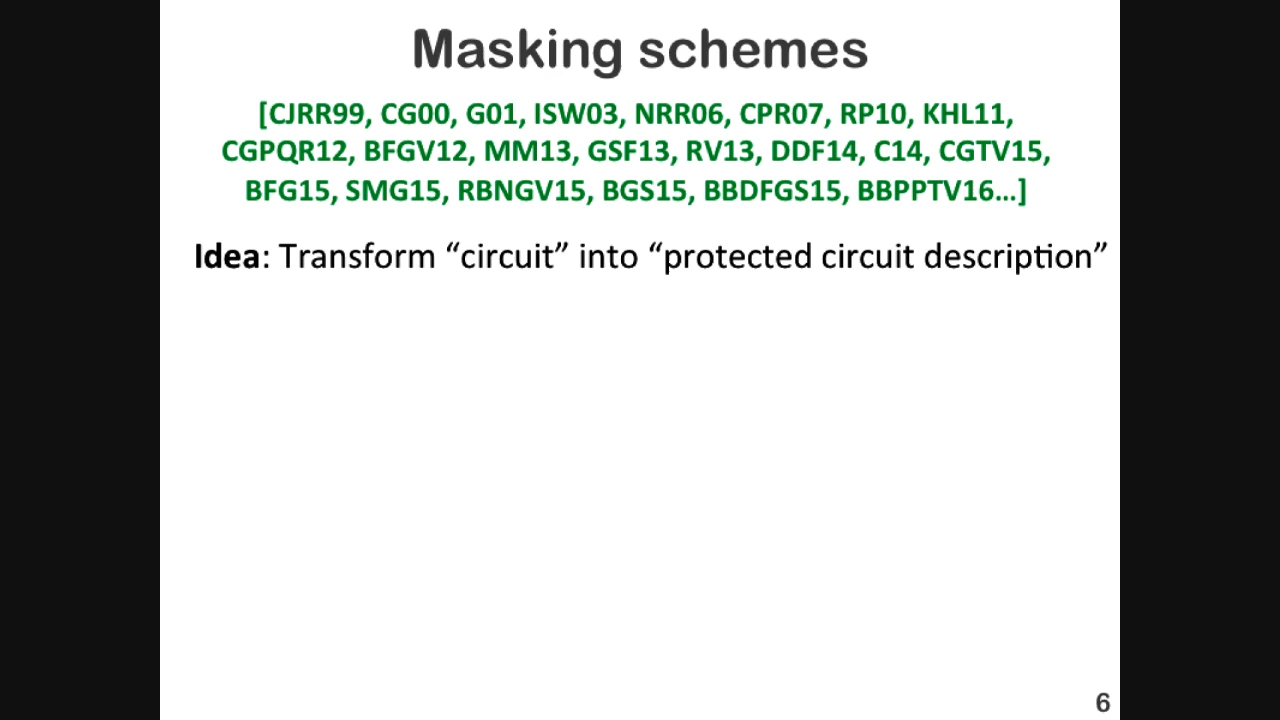 Masking schemes
[CJRR99, CG00, G01, ISW03, NRR06, CPR07, RP10, KHL11,
CGPQR12, BFGV12, MM13, GSF13, RV13, DDF14, C14, CGTV15,
BFG15, SMG15, RBNGV15, BGS15, BBDFGS15, BBPPTV16…]
Idea: Transform “circuit” into “protected circuit description”
6